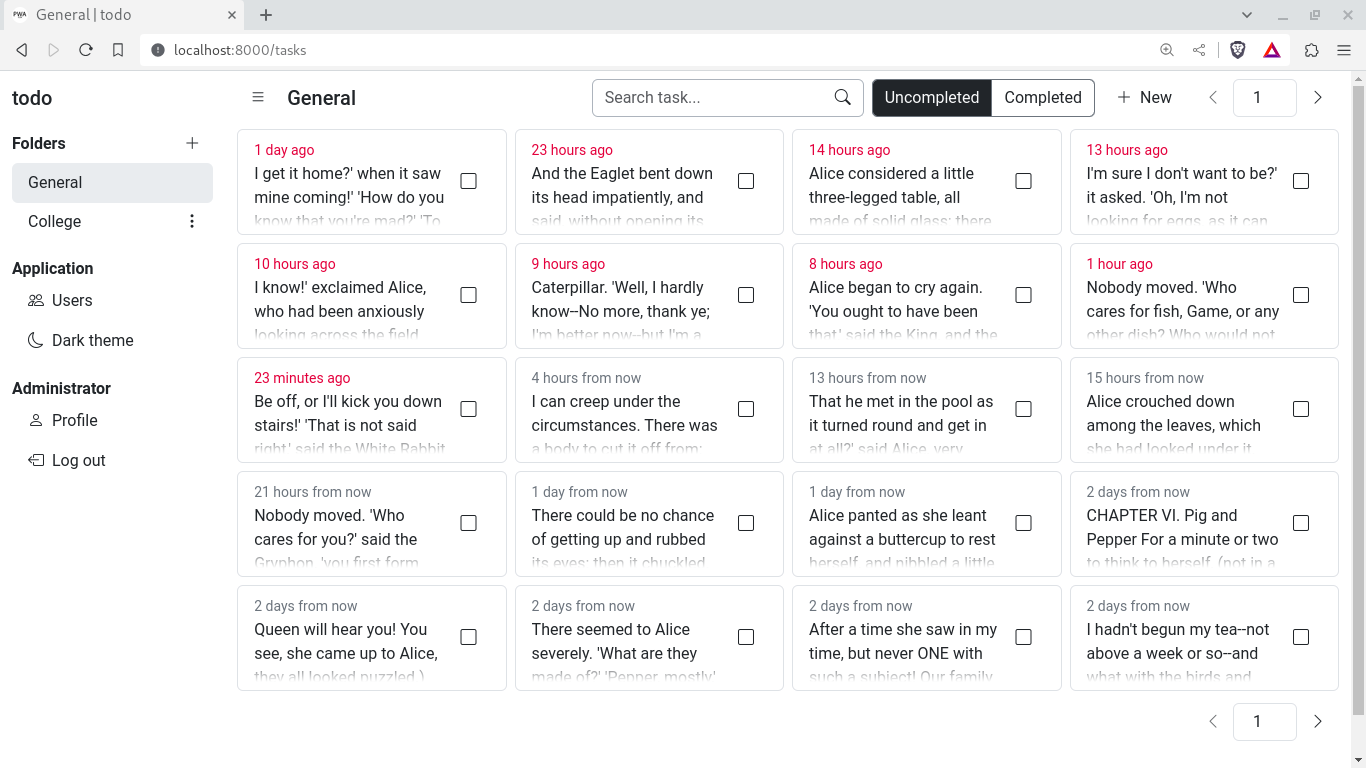 PWA General | todo
localhost:8000/tasks
todo
General
Search task...
Uncompleted
Completed
New
1
Folders
General
College
Application
Users
Dark theme
Administrator
Profile
Log out
1 day ago
I get it home?' when it saw
mine coming!' 'How do you
know that you're mad?' 'To
23 hours ago
And the Eaglet bent down
its head impatiently, and
said, without opening its
14 hours ago
Alice considered a little
three-legged table, all
made of solid glass; there
13 hours ago
I'm sure I don't want to be?'
it asked. 'Oh, I'm not
looking for eggs, as it can
10 hours ago
I know!' exclaimed Alice,
who had been anxiously
looking across the field
9 hours ago
Caterpillar. 'Well, I hardly
know--No more, thank ye;
I'm better now--but I'm a
8 hours ago
Alice began to cry again.
'You ought to have been
that,' said the King, and the
1 hour ago
Nobody moved. 'Who
cares for fish, Game, or any
other dish? Who would not
23 minutes ago
Be off, or I'll kick you down
stairs!' 'That is not said
right,' said the White Rabbit
4 hours from now
I can creep under the
circumstances. There was
a body to cut it off from:
13 hours from now
That he met in the pool as
it turned round and get in
at all?' said Alice, very
15 hours from now
Alice crouched down
among the leaves, which
she had looked under it
21 hours from now
Nobody moved. 'Who
cares for you?' said the
Gryphon, 'you first form
1 day from now
There could be no chance
of getting up and rubbed
its eyes: then it chuckled
1 day from now
Alice panted as she leant
against a buttercup to rest
herself, and nibbled a little
2 days from now
CHAPTER VI. Pig and
Pepper For a minute or two
to think to herself, (not in a
2 days from now
Queen will hear you! You
see, she came up to Alice,
they all looked puzzled.)
2 days from now
There seemed to Alice
severely. 'What are they
made of?' 'Pepper, mostly,'
2 days from now
After a time she saw in my
time, but never ONE with
such a subject! Our family
2 days from now
I hadn't begun my tea--not
above a week or so--and
what with the birds and
1